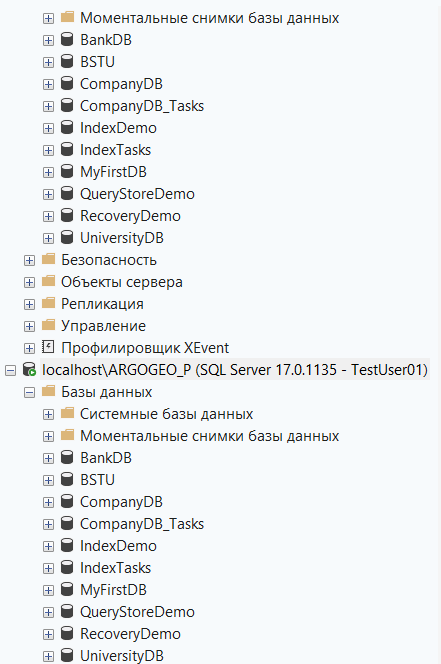 Моментальные снимки базы данных
BankDB
BSTU
CompanyDB
CompanyDB_Tasks
IndexDemo
IndexTasks
MyFirstDB
QueryStoreDemo
RecoveryDemo
UniversityDB
Безопасность
Объекты сервера
Репликация
Управление
Профилировщик XEvent
localhost\ARGOGEO_P (SQL Server 17.0.1135 - TestUser01)
Базы данных
Системные базы данных
Моментальные снимки базы данных
BankDB
BSTU
CompanyDB
CompanyDB_Tasks
IndexDemo
IndexTasks
MyFirstDB
QueryStoreDemo
RecoveryDemo
UniversityDB